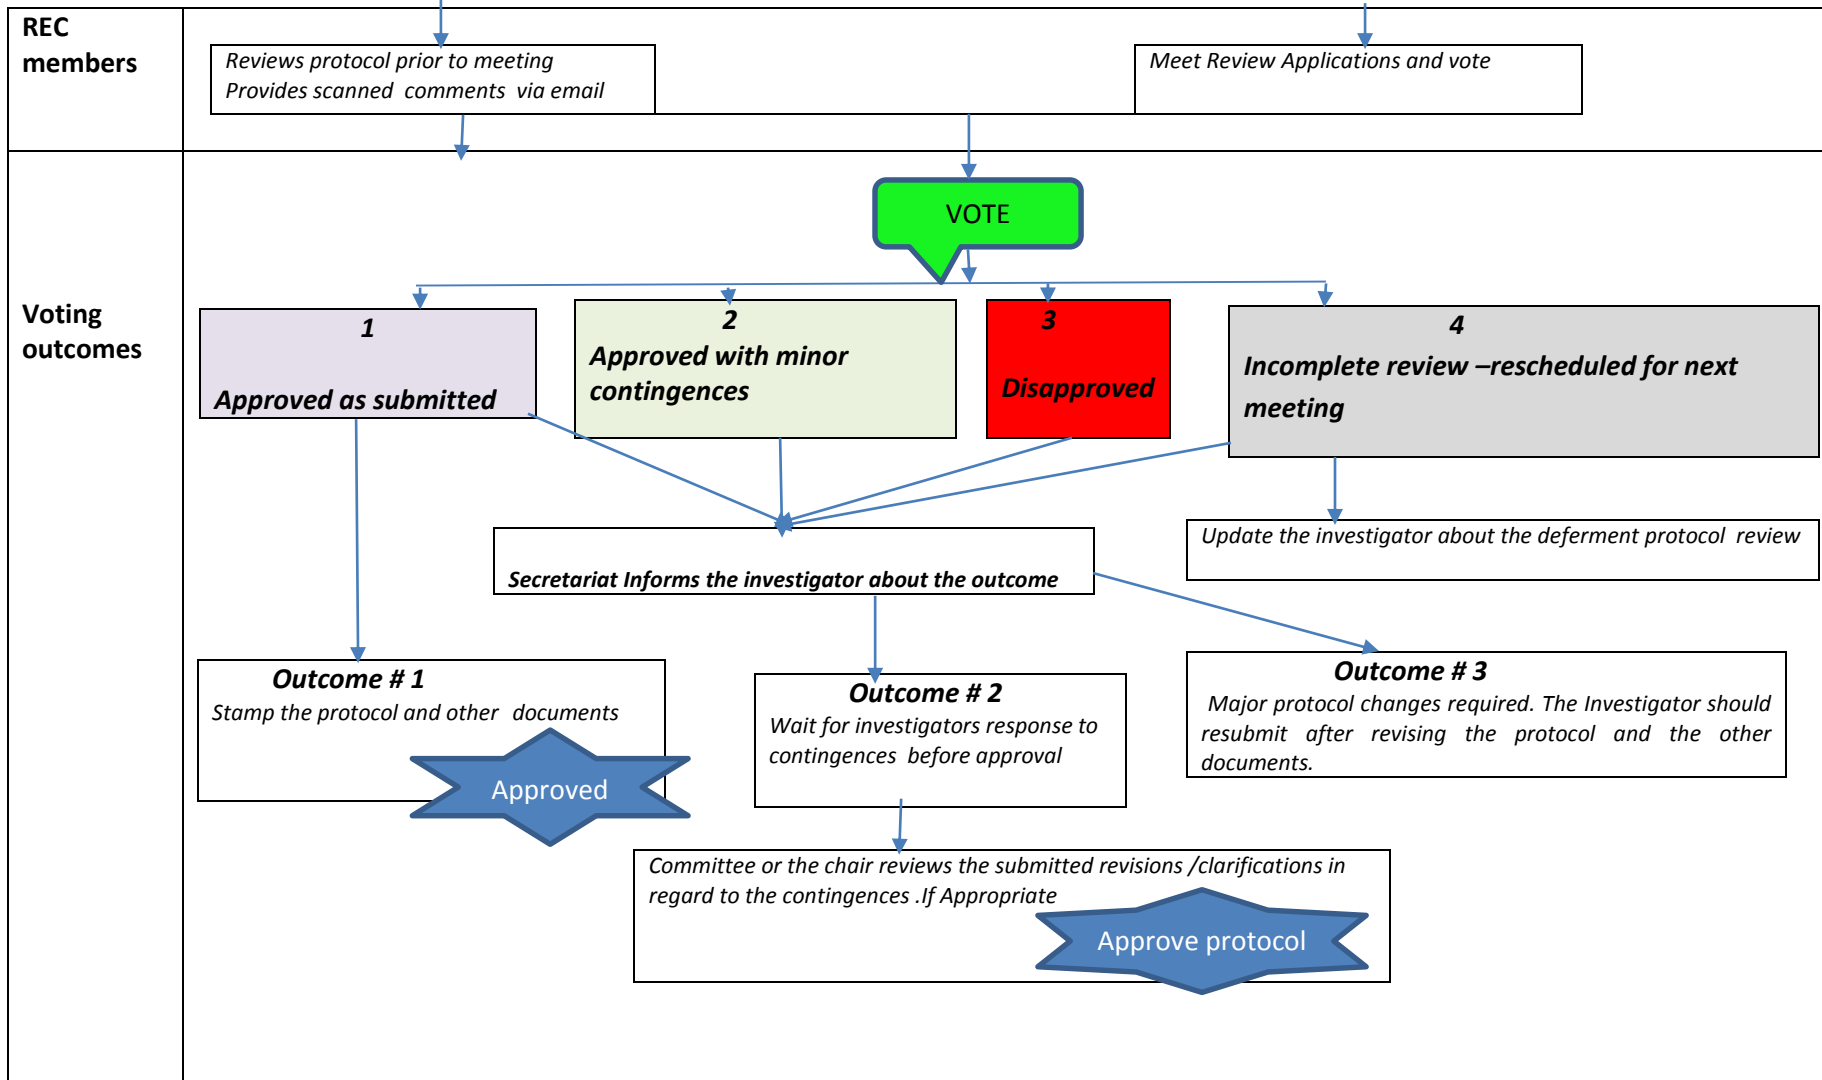 REC
members
Reviews protocol prior to meeting
Provides scanned comments via email
Meet Review Applications and vote
Voting
outcomes
VOTE
1
Approved as submitted
2
Approved with minor
contingences
3
Disapproved
4
Incomplete review –rescheduled for next
meeting
Update the investigator about the deferment protocol review
Secretariat Informs the investigator about the outcome
Outcome # 1
Stamp the protocol and other documents
Approved
Outcome # 2
Wait for investigators response to
contingences before approval
Outcome # 3
Major protocol changes required. The Investigator should
resubmit after revising the protocol and the other
documents.
Committee or the chair reviews the submitted revisions /clarifications in
regard to the contingences .If Appropriate
Approve protocol